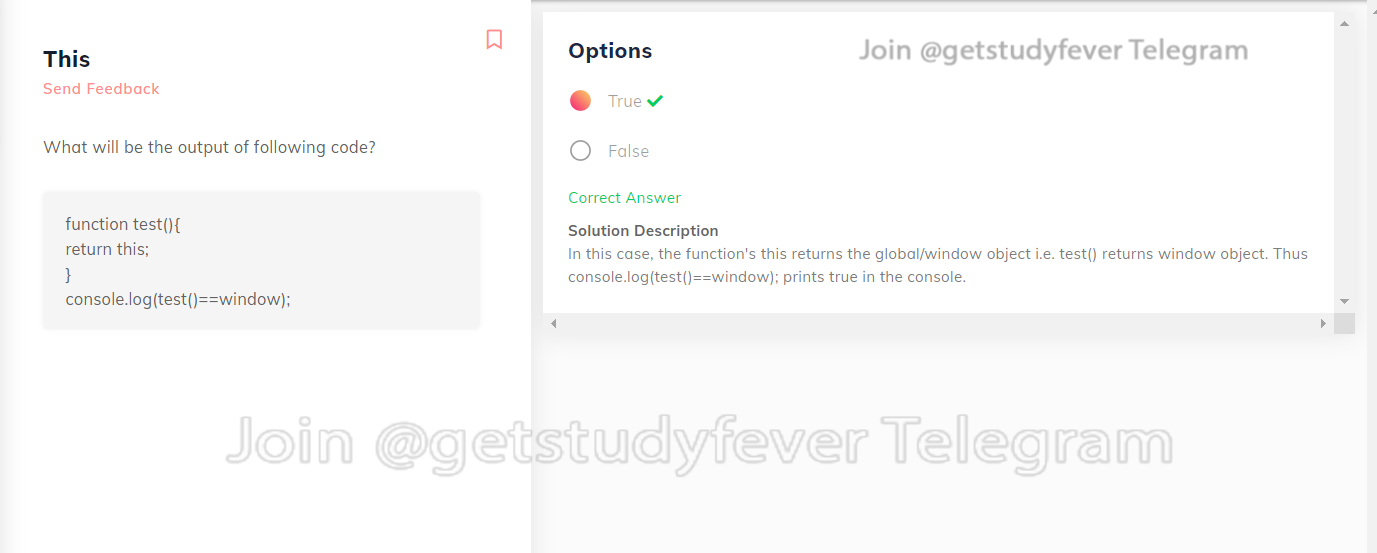 This
Send Feedback
What will be the output of following code?
function test(){
return this;
}
console.log(test()==window);
Options
Join @getstudyfever Telegram
True
False
Correct Answer
Solution Description
In this case, the function's this returns the global/window object i.e. test() returns window object. Thus
console.log(test()==window); prints true in the console.
Join @getstudyfever Telegram